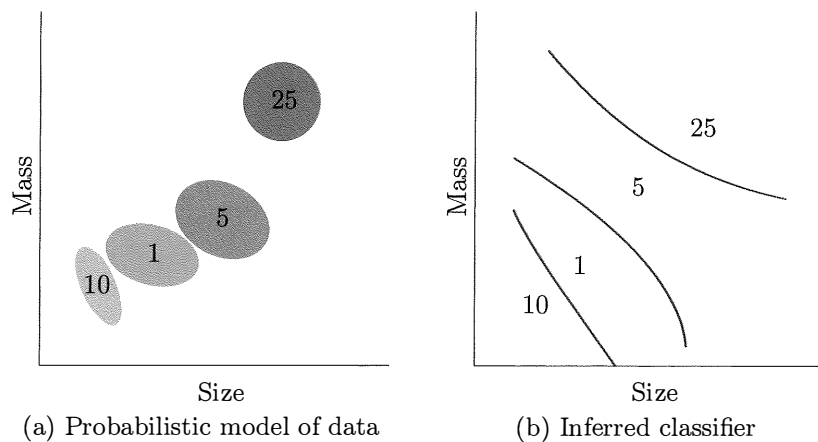 Mass
25
5
1
10
Size
(a) Probabilistic model of data
Mass
25
5
1
10
Size
(b) Inferred classifier